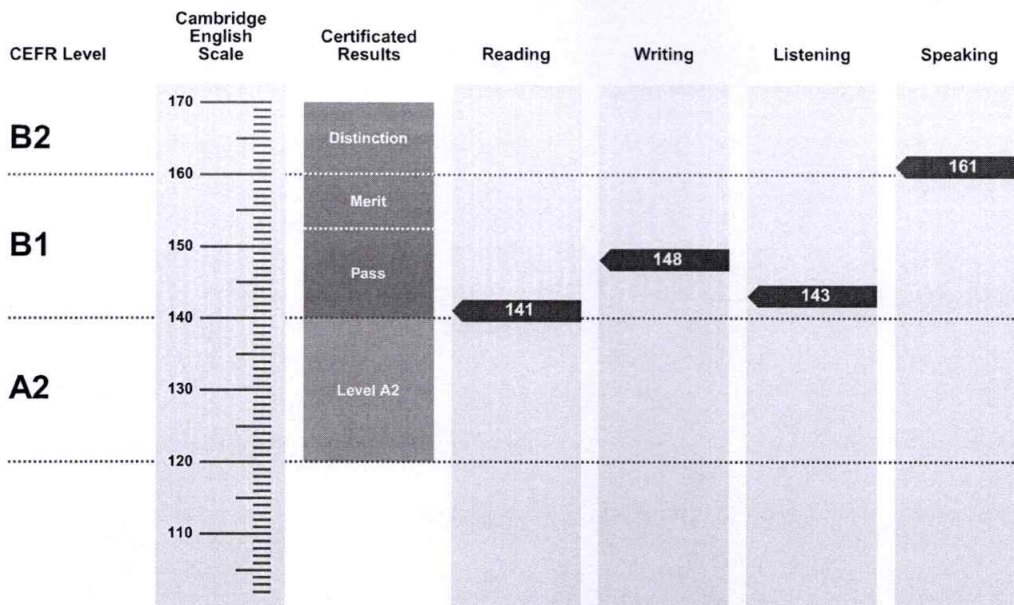 CEFR Level
Cambridge
English
Scale
Certificated
Results
Reading
Writing
Listening
Speaking
170
B2
Distinction
161
160
Merit
B1
150
148
Pass
143
141
140
A2
130
Level A2
120
110